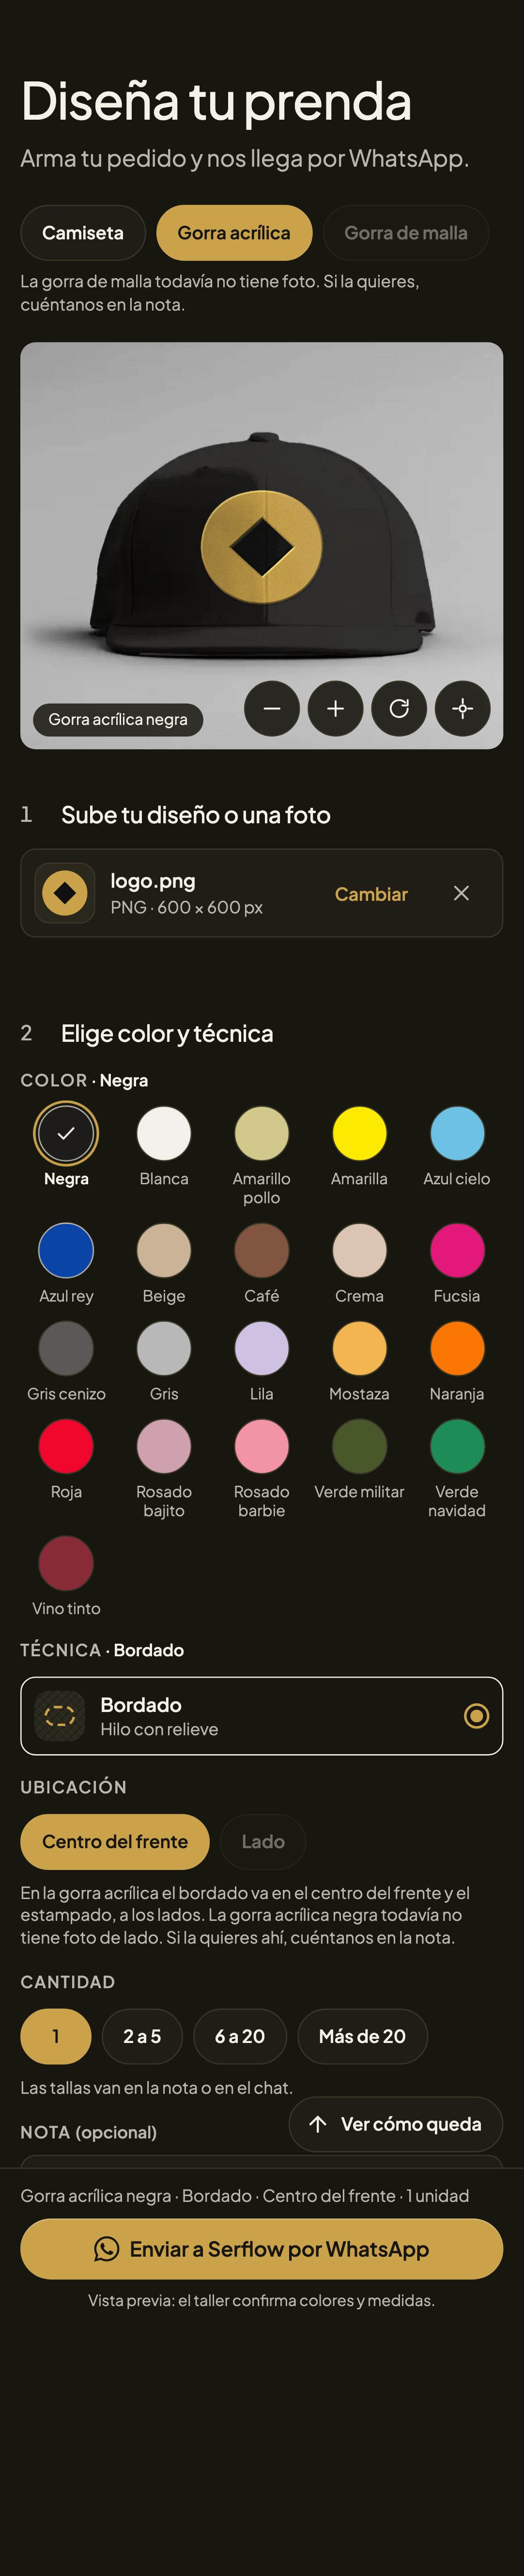 Diseña tu prenda
Arma tu pedido y nos llega por WhatsApp.
Camiseta
Gorra acrílica
Gorra de malla
La gorra de malla todavía no tiene foto. Si la quieres,
cuéntanos en la nota.
Gorra acrílica negra
1 Sube tu diseño o una foto
logo.png
PNG · 600 × 600 px
Cambiar
2 Elige color y técnica
COLOR · Negra
Negra
Blanca
Amarillo
pollo
Amarilla
Azul cielo
Azul rey
Beige
Café
Crema
Fucsia
Gris cenizo
Gris
Lila
Mostaza
Naranja
Roja
Rosado
bajito
Rosado
barbie
Verde militar
Verde
navidad
Vino tinto
TÉCNICA · Bordado
Bordado
Hilo con relieve
UBICACIÓN
Centro del frente
Lado
En la gorra acrílica el bordado va en el centro del frente y el
estampado, a los lados. La gorra acrílica negra todavía no
tiene foto de lado. Si la quieres ahí, cuéntanos en la nota.
CANTIDAD
1
2 a 5
6 a 20
Más de 20
Las tallas van en la nota o en el chat.
NOTA (opcional)
Ver cómo queda
Gorra acrílica negra · Bordado · Centro del frente · 1 unidad
Enviar a Serflow por WhatsApp
Vista previa: el taller confirma colores y medidas.